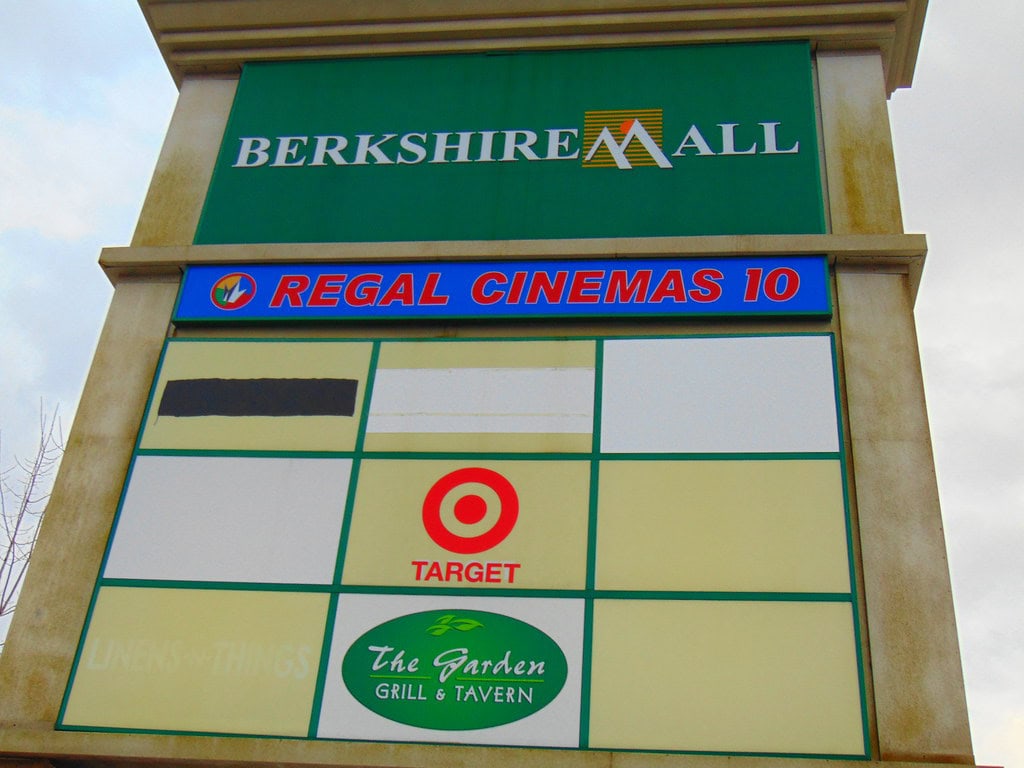 BERKSHIRE MALL
REGAL CINEMAS 10
TARGET
LINENS-N-THINGS
The Garden
GRILL & TAVERN